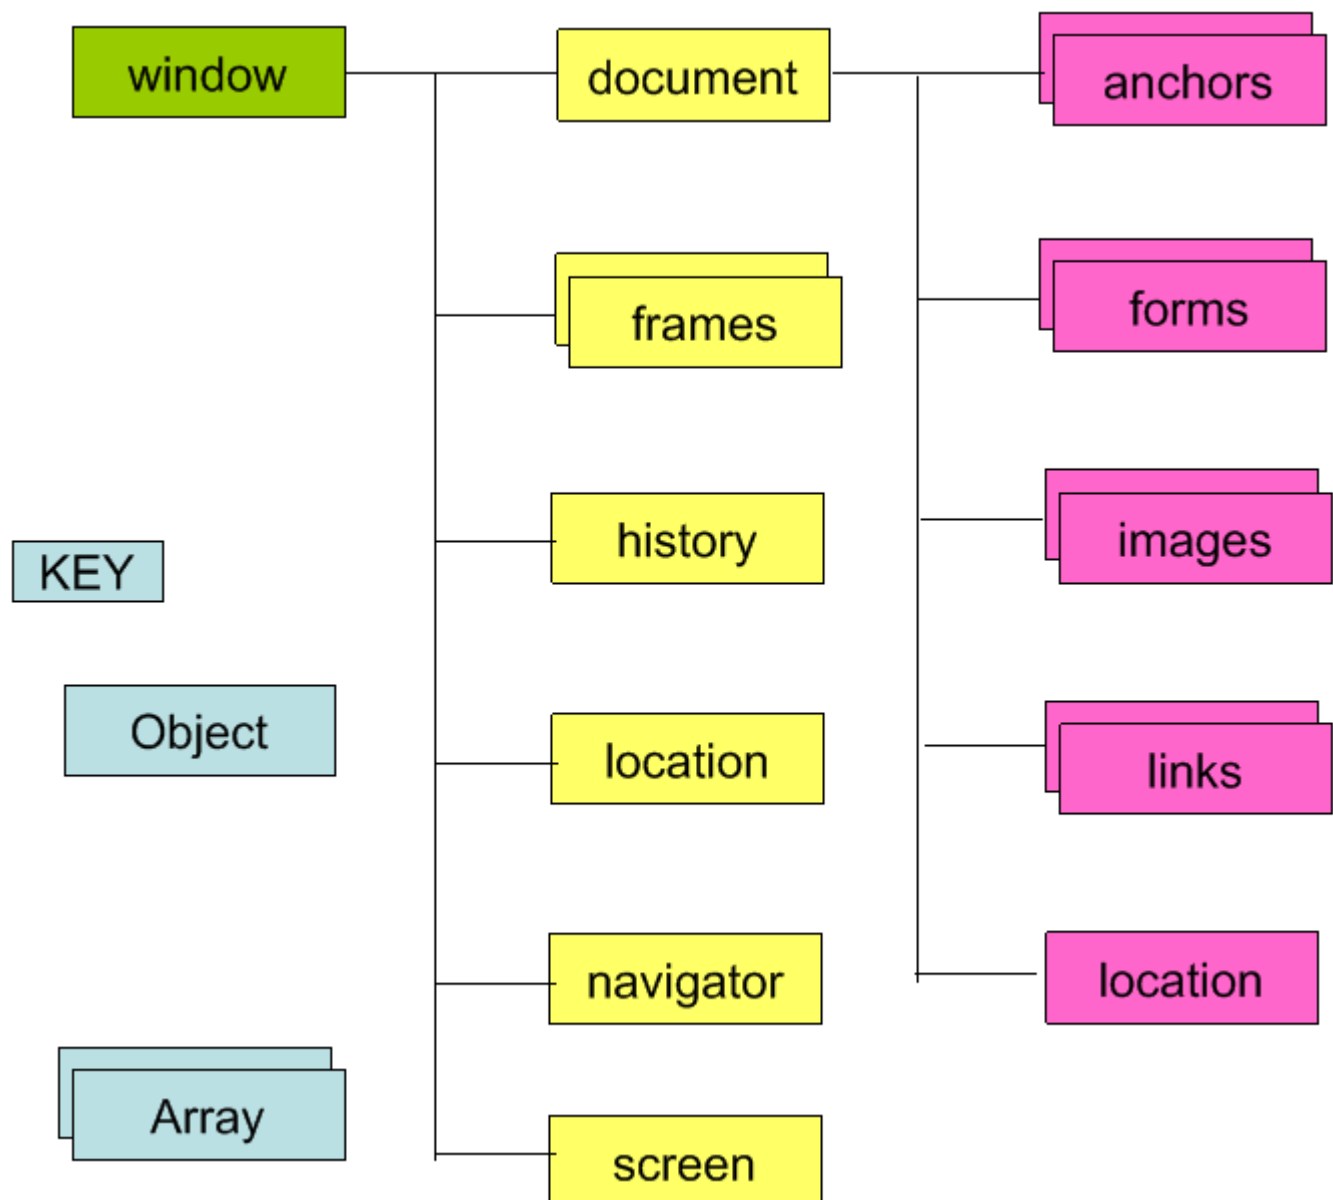 window
document
anchors
frames
forms
history
images
KEY
Object
location
links
navigator
location
Array
screen